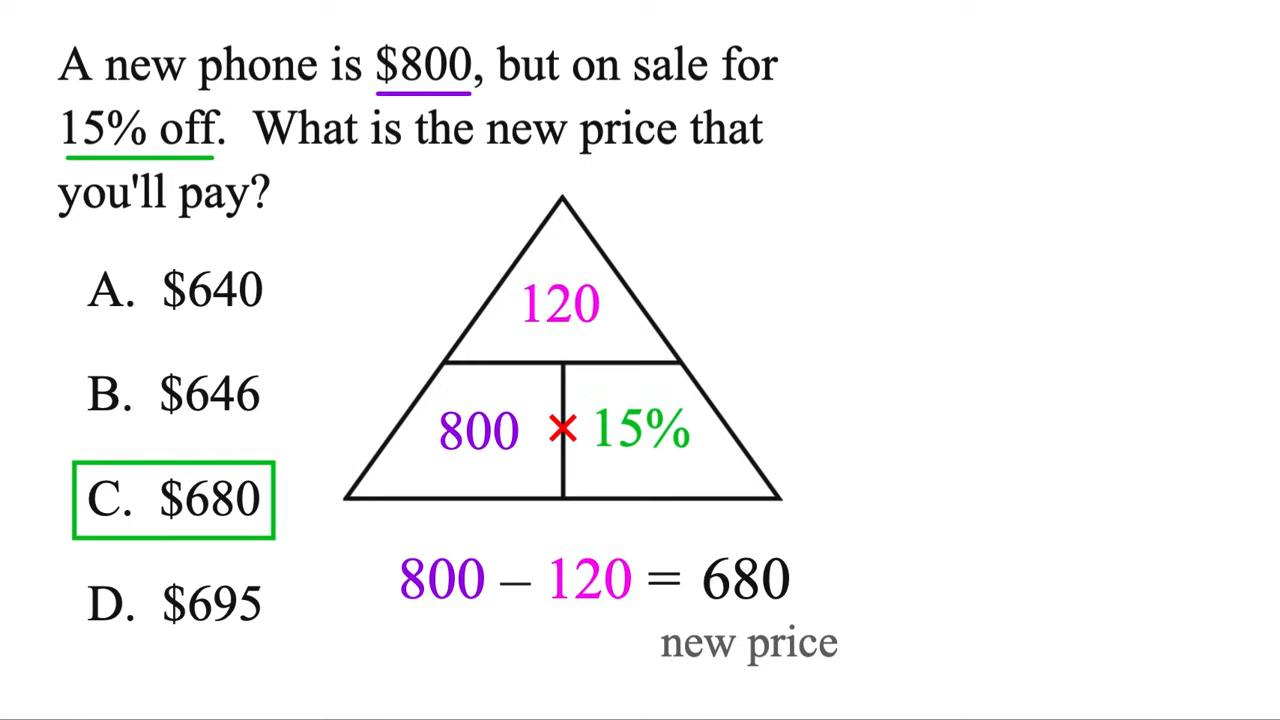 A new phone is $800, but on sale for
15% off. What is the new price that
you'll pay?
A. $640
B. $646
C. $680
D. $695
120
800 × 15%
800 – 120 = 680
new price